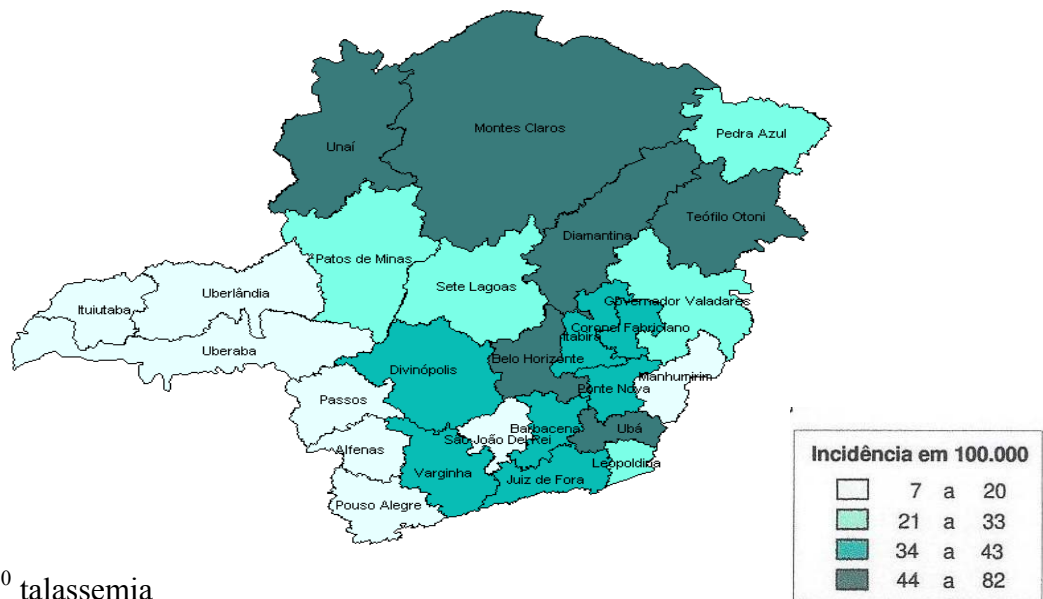 Montes Claros
Pedra Azul
Unaí
Teófilo Otoni
Diamantina
Patos de Minas
Sete Lagoas
Uberlândia
Governador Valadares
Ituiutaba
Coronel Fabriciano
Itabira
Uberaba
Belo Horizonte
Divinópolis
Manhumirim
Ponte Nova
Passos
Barbacena
Ubá
São João Del Rei
Alfenas
Leopoldina
Varginha
Juiz de Fora
Pouso Alegre
Incidência em 100.000
7 a 20
21 a 33
34 a 43
44 a 82
0 talassemia